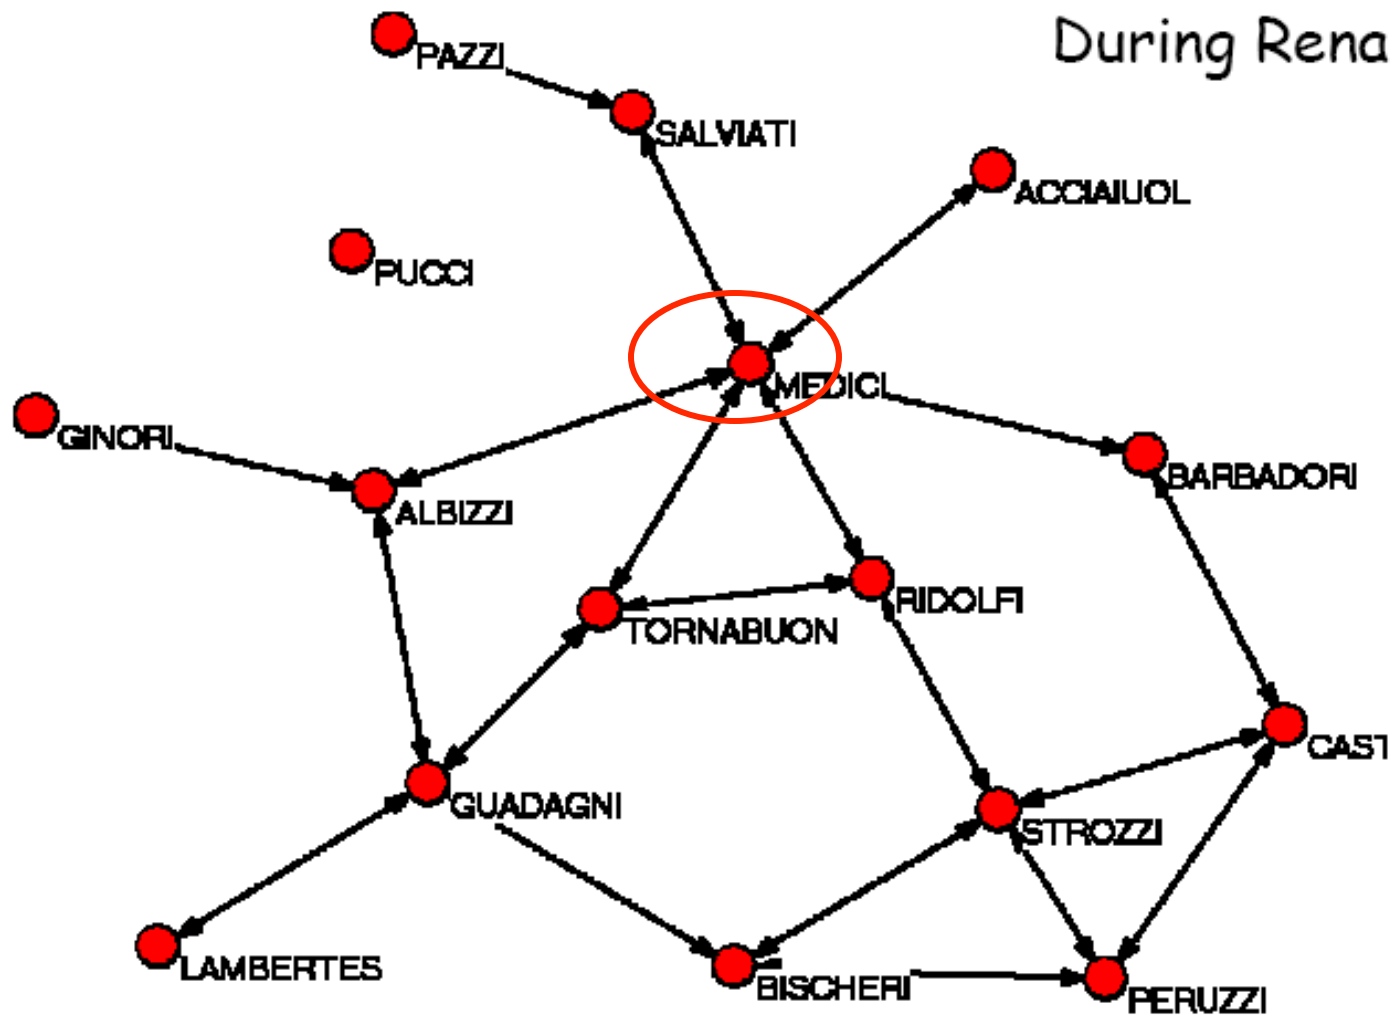 During Rena
PAZZI
SALVIATI
ACCIAIUOL
PUCCI
MEDICI
GINORI
BARBADORI
ALBIZZI
RIDOLFI
TORNABUON
CAST
GUADAGNI
STROZZI
LAMBERTES
BISCHERI
PERUZZI